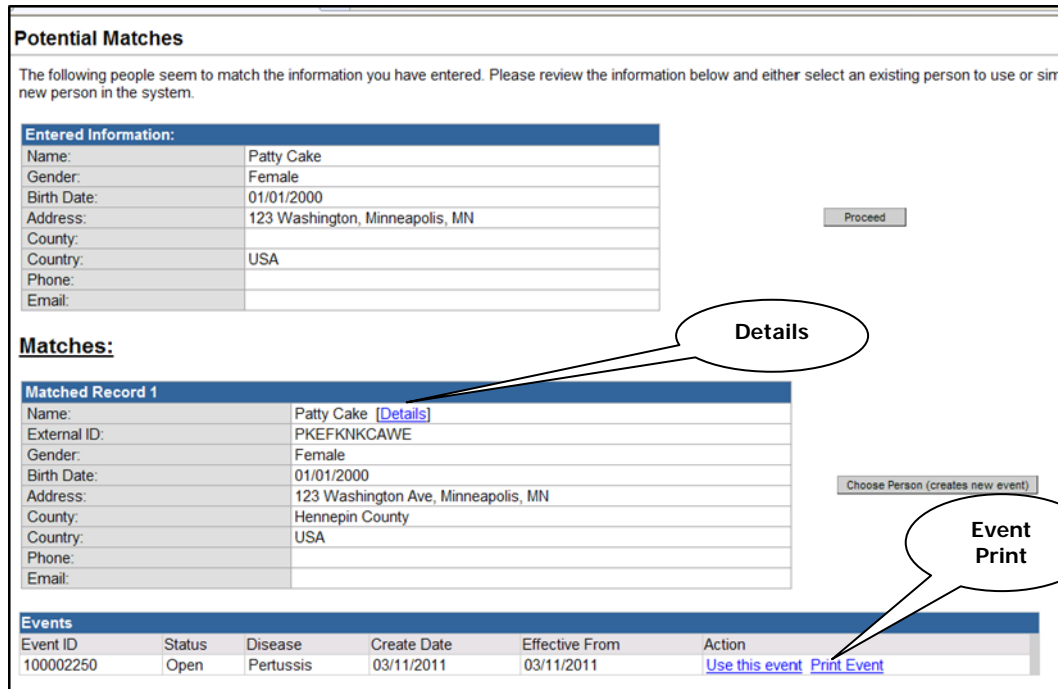 Potential Matches
The following people seem to match the information you have entered. Please review the information below and either select an existing person to use or sim
new person in the system.
Entered Information:
Name: Patty Cake
Gender: Female
Birth Date: 01/01/2000
Address: 123 Washington, Minneapolis, MN
Proceed
County:
Country: USA
Phone:
Email:
Details
Matches:
Matched Record 1
Name: Patty Cake [Details]
External ID: PKEFKNKCAWE
Gender: Female
Birth Date: 01/01/2000
Choose Person (creates new event)
Address: 123 Washington Ave, Minneapolis, MN
County: Hennepin County
Country: USA
Phone:
Email:
Event
Print
Events
Event ID Status Disease Create Date Effective From Action
100002250 Open Pertussis 03/11/2011 03/11/2011 Use this event Print Event